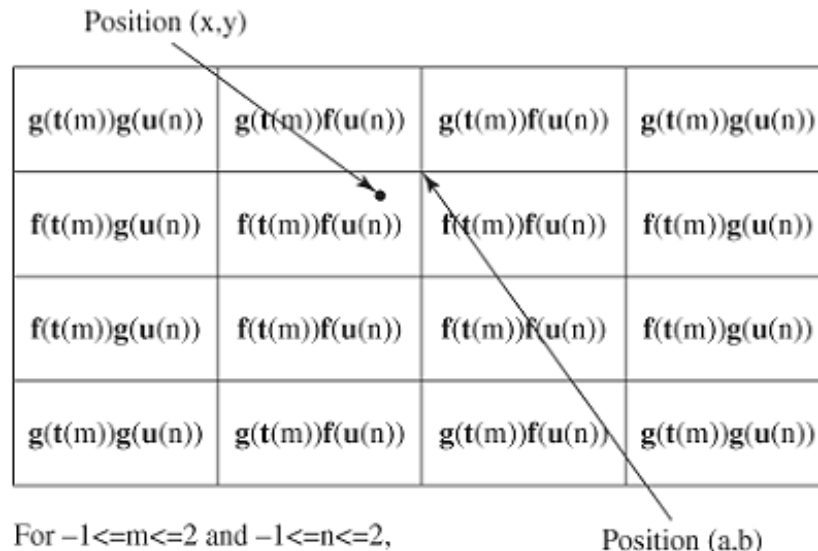 Position (x,y)
g(t(m))g(u(n)) g(t(m))f(u(n)) g(t(m))f(u(n)) g(t(m))g(u(n))
f(t(m))g(u(n)) f(t(m))f(u(n)) f(t(m))f(u(n)) f(t(m))g(u(n))
f(t(m))g(u(n)) f(t(m))f(u(n)) f(t(m))f(u(n)) f(t(m))g(u(n))
g(t(m))g(u(n)) g(t(m))f(u(n)) g(t(m))f(u(n)) g(t(m))g(u(n))
For –1<=m<=2 and –1<=n<=2,
Position (a,b)